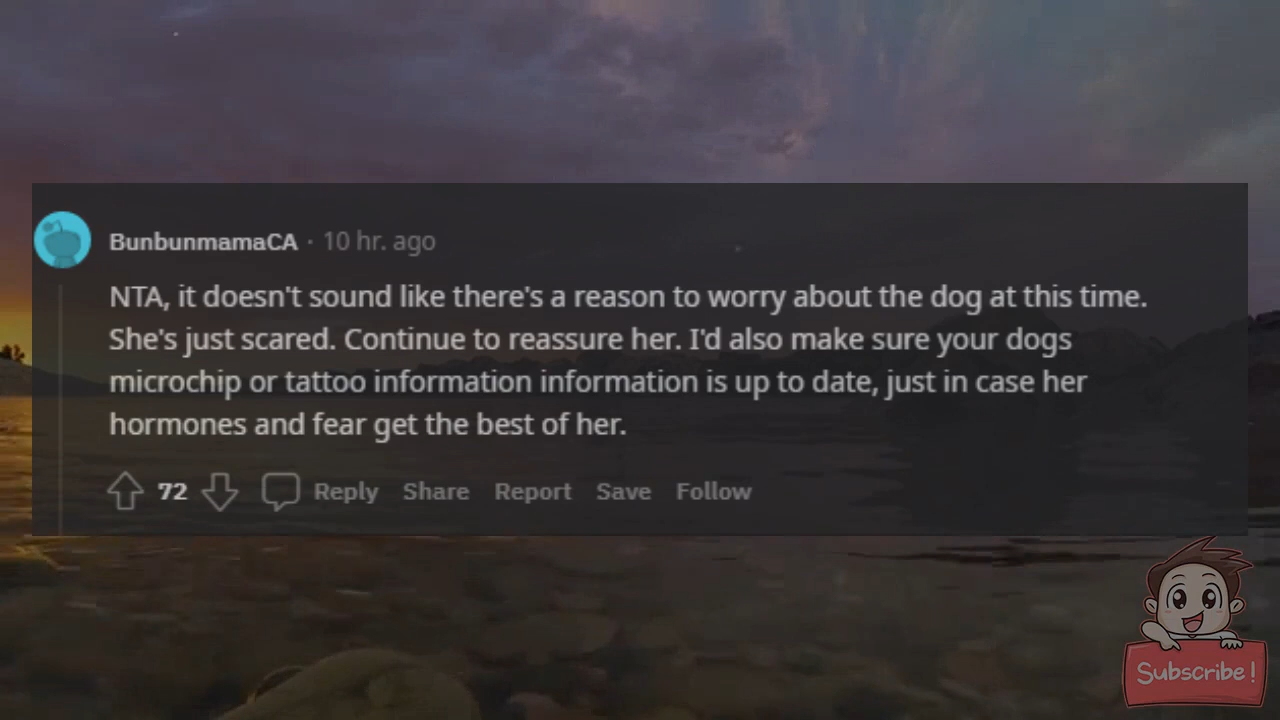 BunbunmamaCA · 10 hr. ago
NTA, it doesn't sound like there's a reason to worry about the dog at this time.
She's just scared. Continue to reassure her. I'd also make sure your dogs
microchip or tattoo information information is up to date, just in case her
hormones and fear get the best of her.
72 Reply Share Report Save Follow
Subscribe!